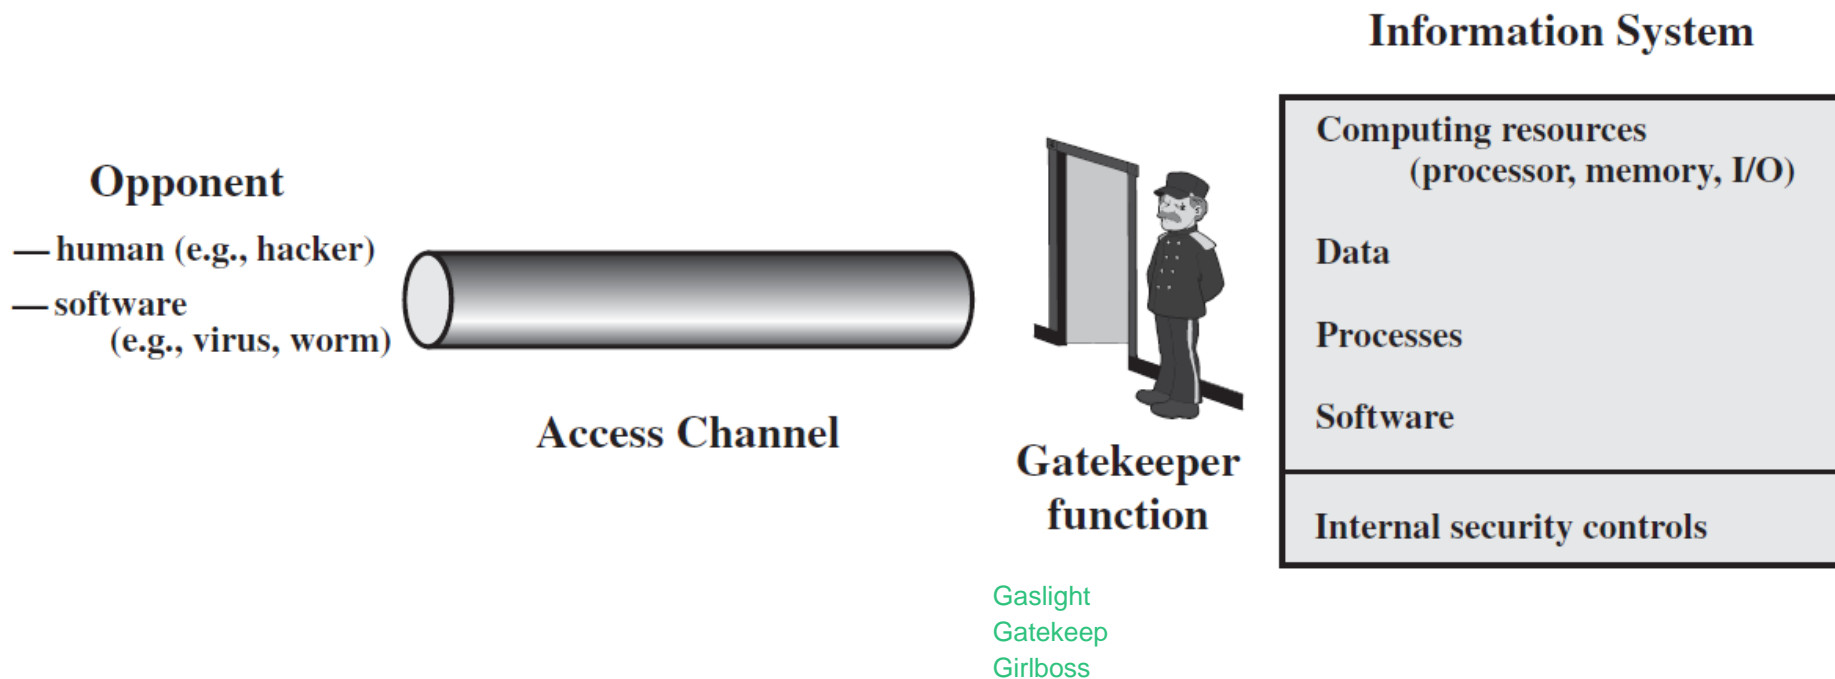 Information System
Opponent
— human (e.g., hacker)
— software
(e.g., virus, worm)
Access Channel
Gatekeeper
function
Computing resources
(processor, memory, I/O)
Data
Processes
Software
Internal security controls
Gaslight
Gatekeep
Girlboss